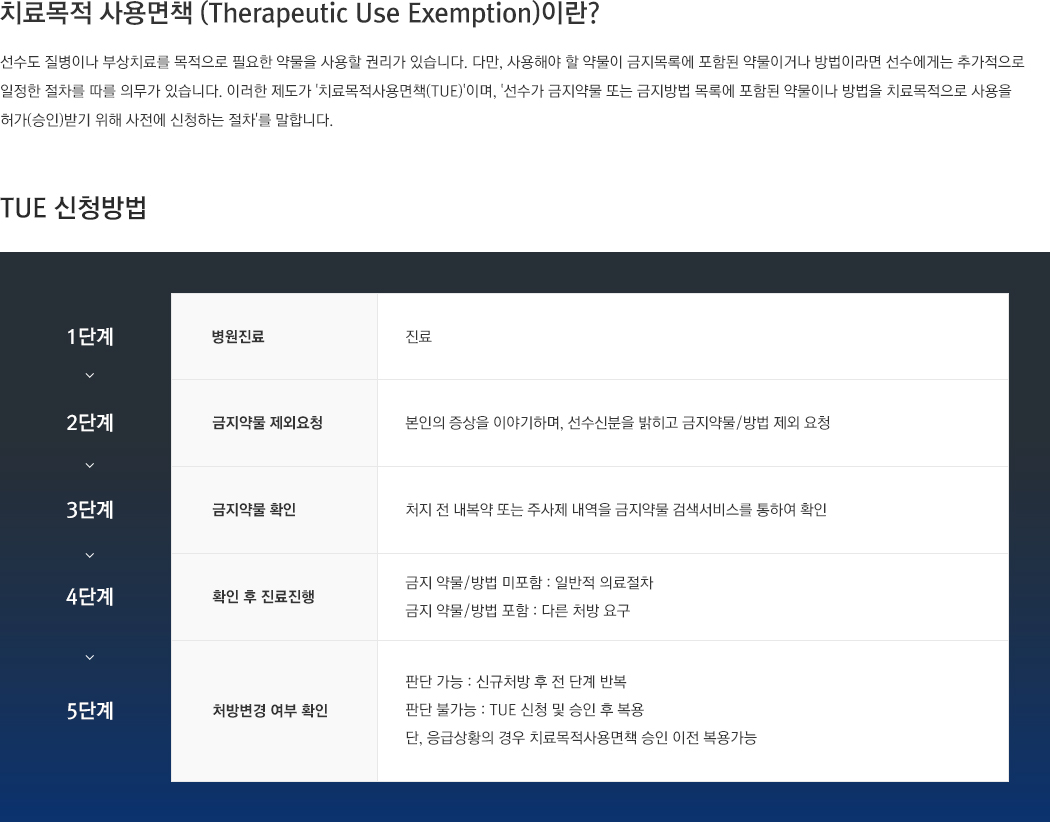 치료목적 사용면책 (Therapeutic Use Exemption)이란?
선수도 질병이나 부상치료를 목적으로 필요한 약물을 사용할 권리가 있습니다. 다만, 사용해야 할 약물이 금지목록에 포함된 약물이거나 방법이라면 선수에게는 추가적으로
일정한 절차를 따를 의무가 있습니다. 이러한 제도가 '치료목적사용면책(TUE)'이며, '선수가 금지약물 또는 금지방법 목록에 포함된 약물이나 방법을 치료목적으로 사용을
허가(승인)받기 위해 사전에 신청하는 절차'를 말합니다.
TUE 신청방법
1단계
병원진료
진료
2단계
금지약물 제외요청
본인의 증상을 이야기하며, 선수신분을 밝히고 금지약물/방법 제외 요청
3단계
금지약물 확인
처지 전 내복약 또는 주사제 내역을 금지약물 검색서비스를 통하여 확인
4단계
확인 후 진료진행
금지 약물/방법 미포함 : 일반적 의료절차
금지 약물/방법 포함 : 다른 처방 요구
5단계
처방변경 여부 확인
판단 가능 : 신규처방 후 전 단계 반복
판단 불가능 : TUE 신청 및 승인 후 복용
단, 응급상황의 경우 치료목적사용면책 승인 이전 복용가능